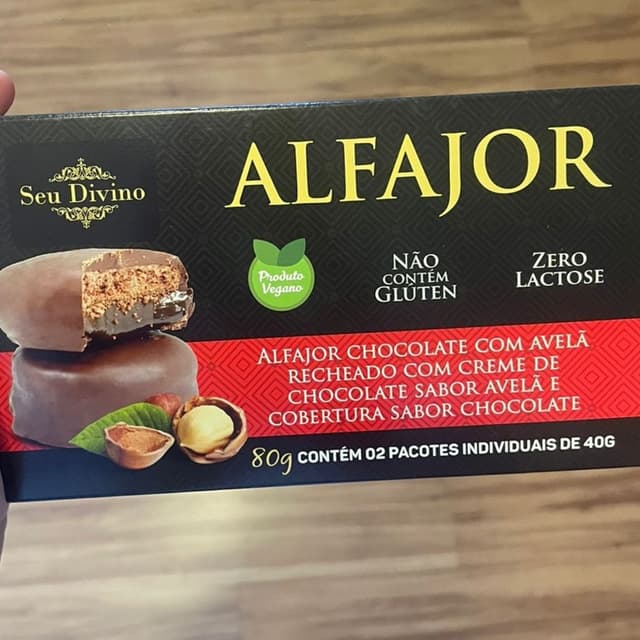 Seu Divino
ALFAJOR
Produto
Vegano
NÃO
CONTÉM
GLÚTEN
ZERO
LACTOSE
ALFAJOR CHOCOLATE COM AVELÃ
RECHEADO COM CREME DE
CHOCOLATE SABOR AVELÃ E
COBERTURA SABOR CHOCOLATE
80g CONTÉM 02 PACOTES INDIVIDUAIS DE 40G